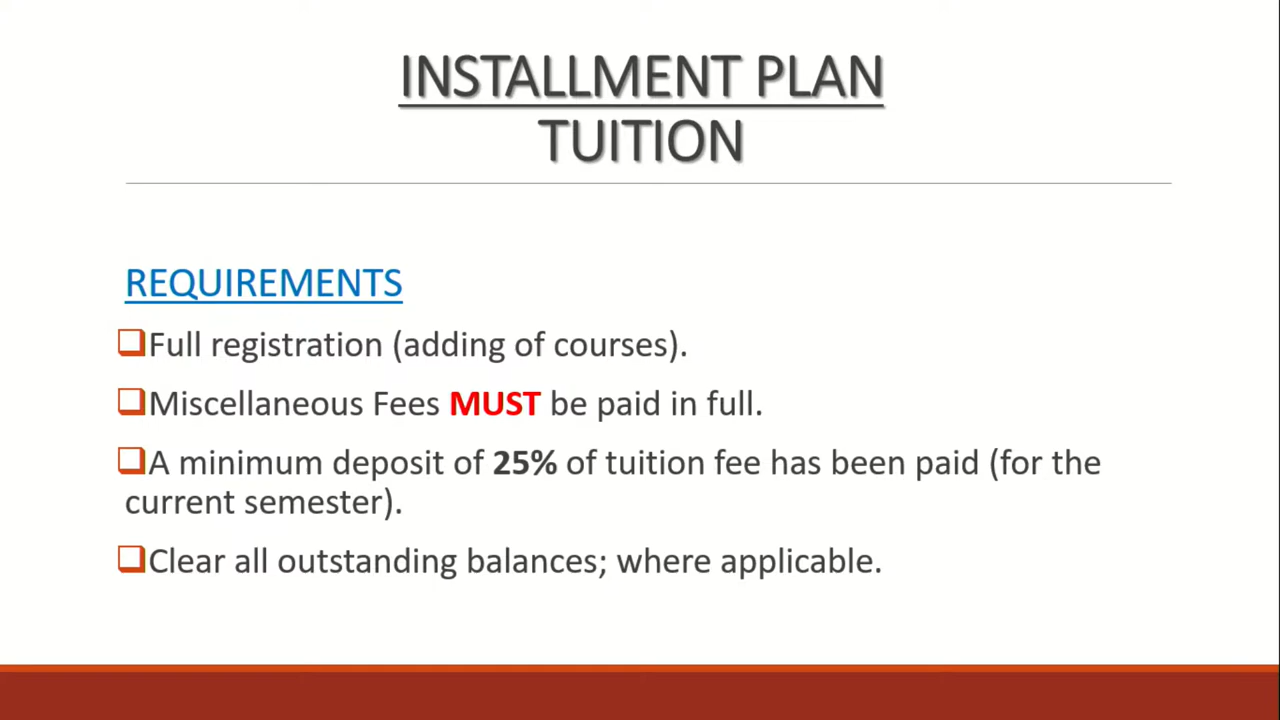 INSTALLMENT PLAN
TUITION
REQUIREMENTS
Full registration (adding of courses).
Miscellaneous Fees MUST be paid in full.
A minimum deposit of 25% of tuition fee has been paid (for the
current semester).
Clear all outstanding balances; where applicable.